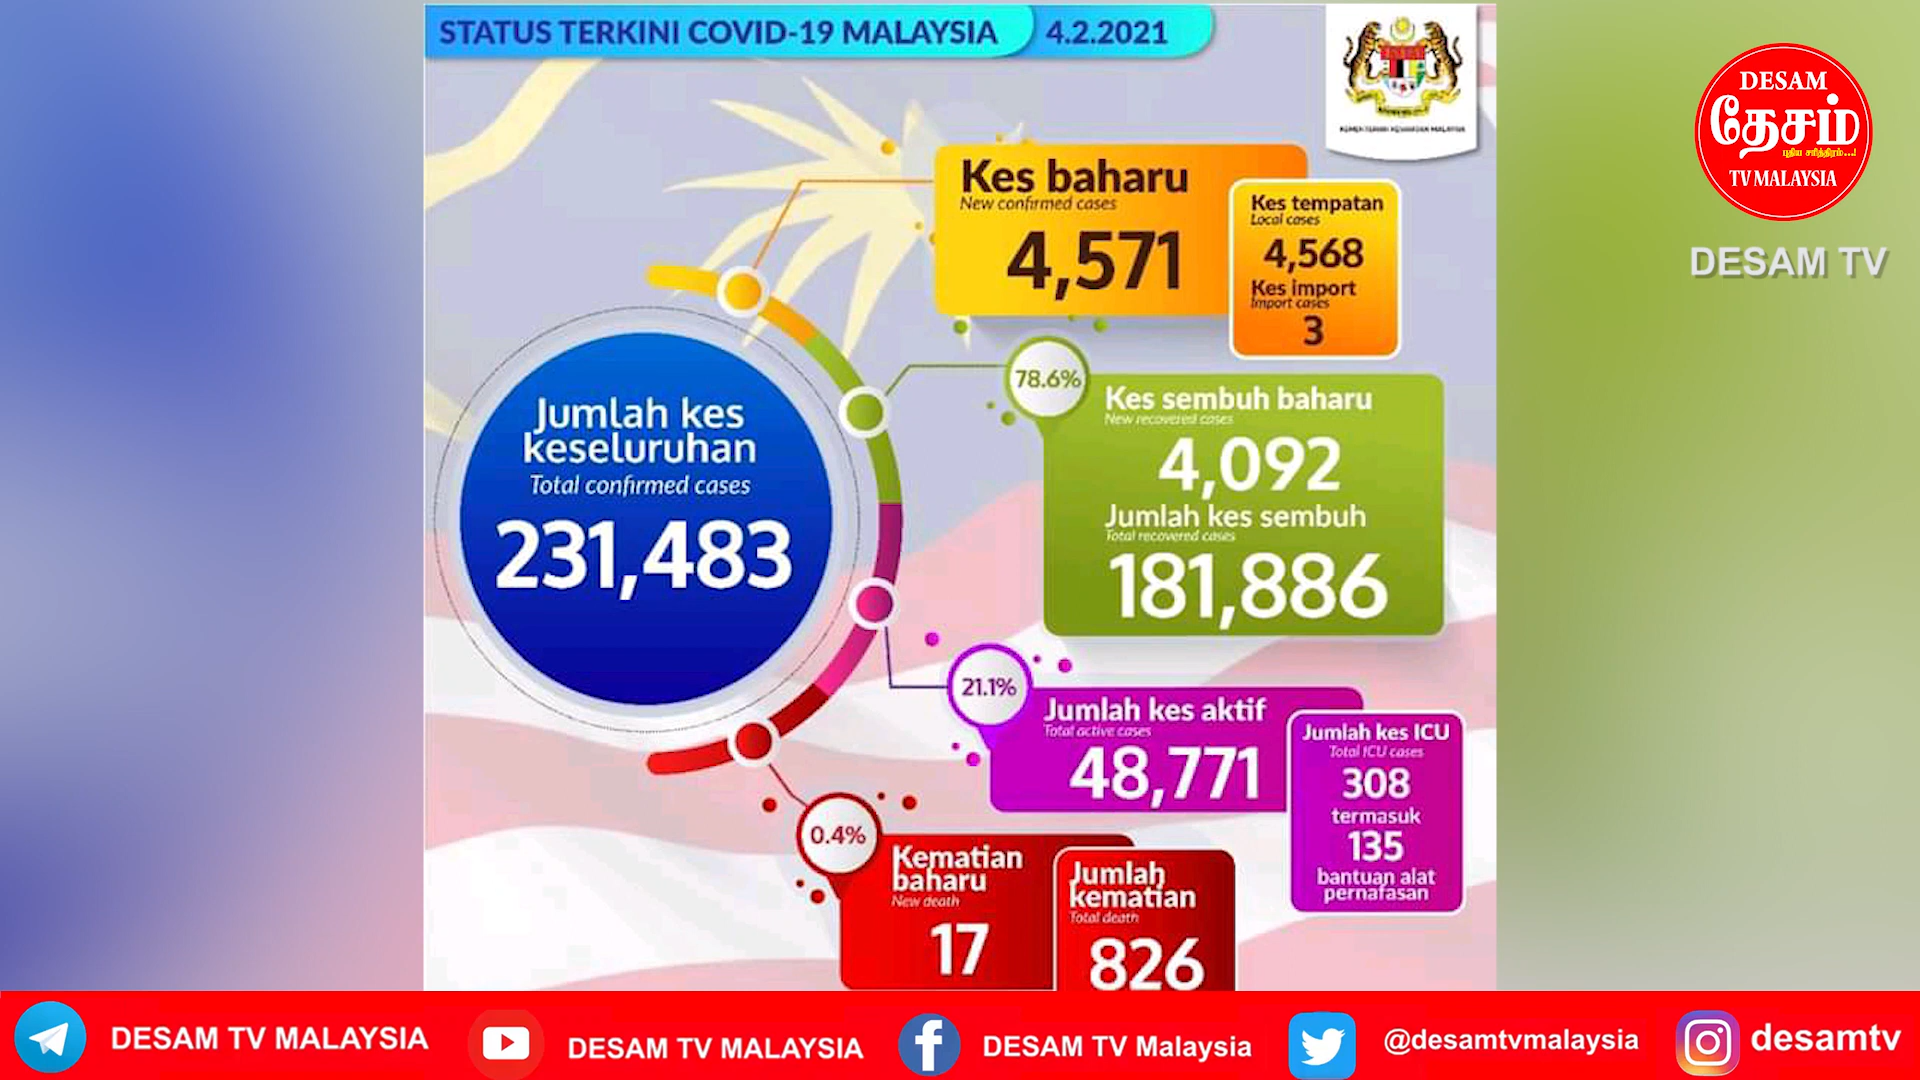 STATUS TERKINI COVID-19 MALAYSIA 4.2.2021
KEMENTERIAN KESIHATAN MALAYSIA
DESAM
தேசம்
புதிய சரித்திரம்...!
TV MALAYSIA
DESAM TV
Kes baharu
New confirmed cases
4,571
Kes tempatan
Local cases
4,568
Kes import
Import cases
3
Jumlah kes
keseluruhan
Total confirmed cases
231,483
78.6%
Kes sembuh baharu
New recovered cases
4,092
Jumlah kes sembuh
Total recovered cases
181,886
21.1%
Jumlah kes aktif
Total active cases
48,771
Jumlah kes ICU
Total ICU cases
308
termasuk
135
bantuan alat
pernafasan
0.4%
Kematian
baharu
New death
17
Jumlah
kematian
Total death
826
DESAM TV MALAYSIA
DESAM TV MALAYSIA
DESAM TV Malaysia
@desamtvmalaysia
desamtv